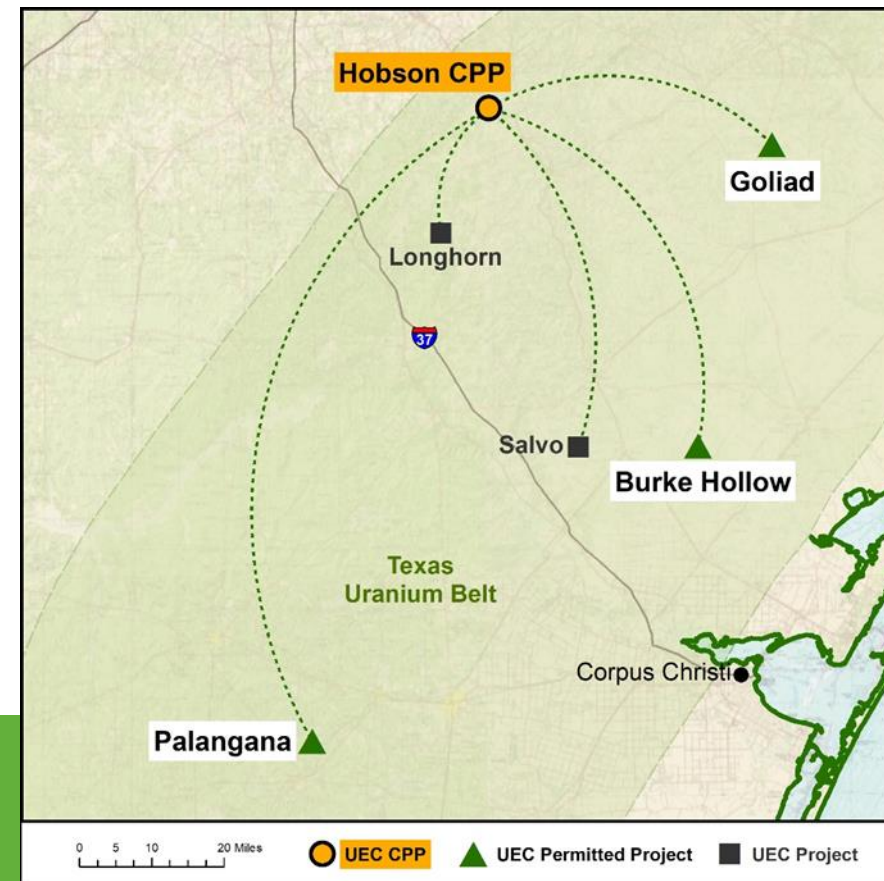 Hobson CPP
Goliad
Longhorn
37
Salvo
Burke Hollow
Texas
Uranium Belt
Corpus Christi
Palangana
0 5 10 20 Miles
UEC CPP
UEC Permitted Project
UEC Project